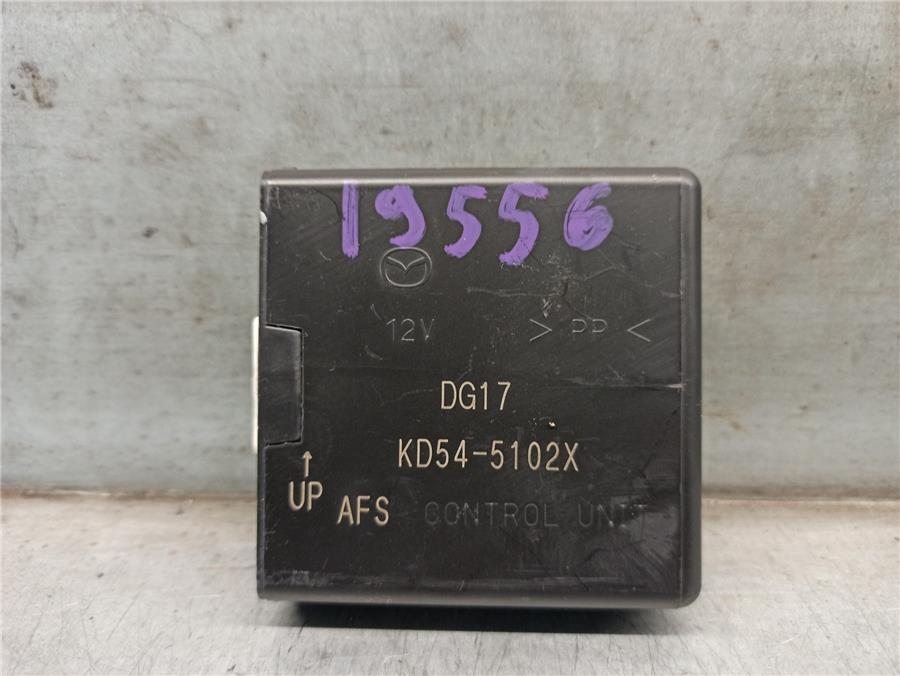 19556
12V > PP <
DG17
KD54-5102X
↑
UP AFS CONTROL UNIT